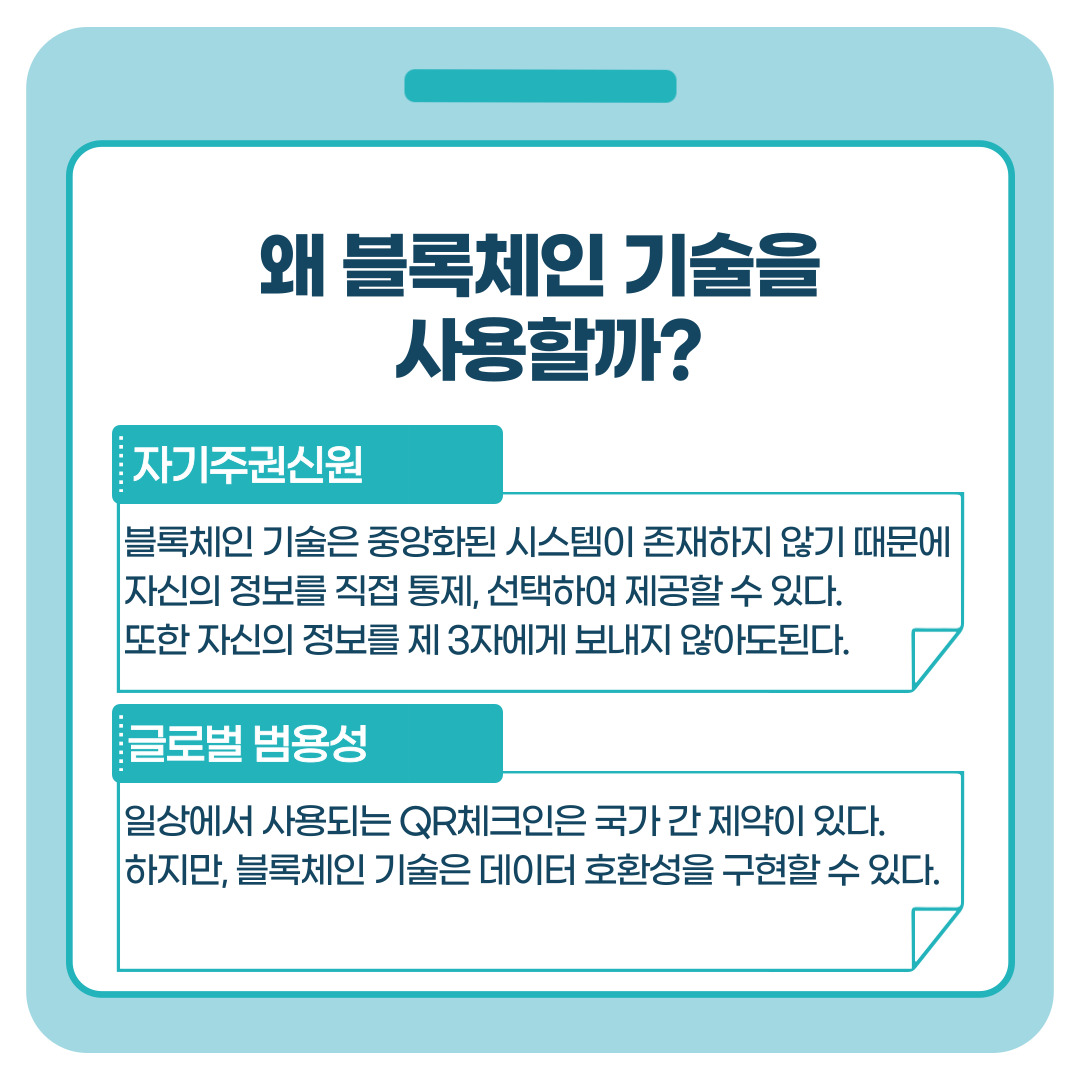 왜 블록체인 기술을
사용할까?
자기주권신원
블록체인 기술은 중앙화된 시스템이 존재하지 않기 때문에
자신의 정보를 직접 통제, 선택하여 제공할 수 있다.
또한 자신의 정보를 제 3자에게 보내지 않아도된다.
글로벌 범용성
일상에서 사용되는 QR체크인은 국가 간 제약이 있다.
하지만, 블록체인 기술은 데이터 호환성을 구현할 수 있다.